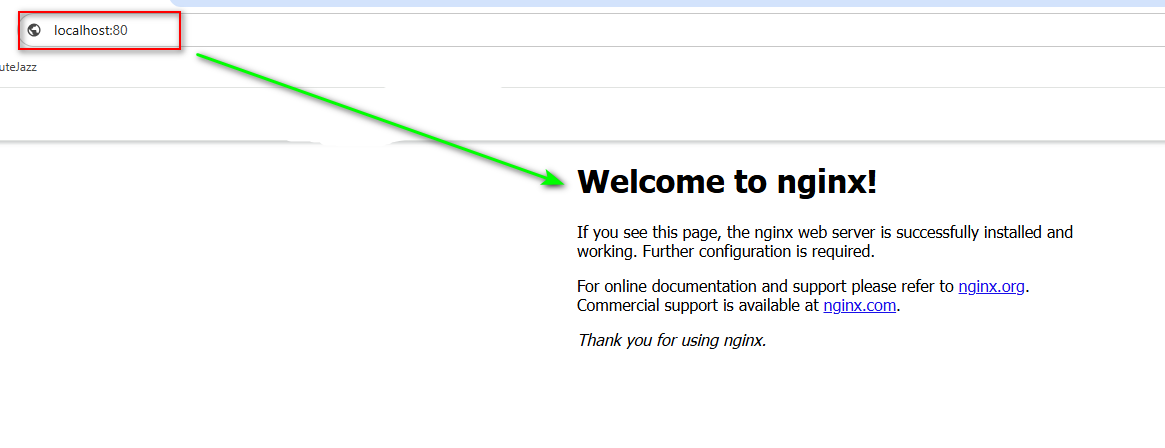 localhost:80
uteJazz
Welcome to nginx!
If you see this page, the nginx web server is successfully installed and
working. Further configuration is required.
For online documentation and support please refer to nginx.org.
Commercial support is available at nginx.com.
Thank you for using nginx.